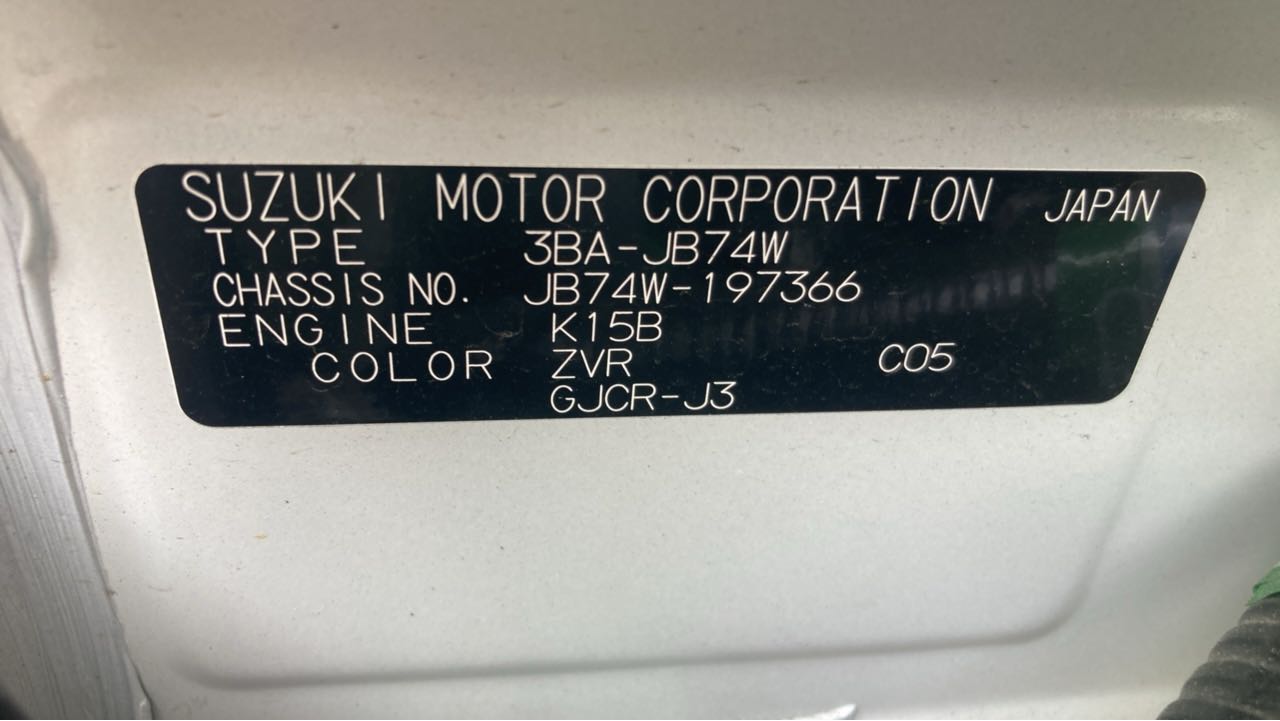 SUZUKI MOTOR CORPORATION JAPAN
TYPE 3BA-JB74W
CHASSIS NO. JB74W-197366
ENGINE K15B
COLOR ZVR C05
GJCR-J3